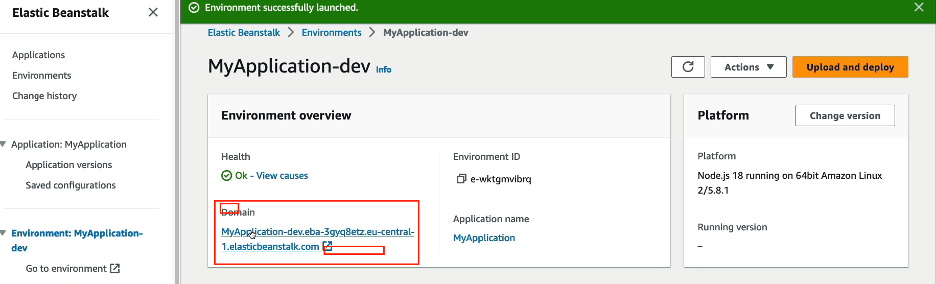 Elastic Beanstalk
Environment successfully launched.
Elastic Beanstalk > Environments > MyApplication-dev
Applications
Environments
Change history
Application: MyApplication
Application versions
Saved configurations
Environment: MyApplication-
dev
Go to environment
MyApplication-dev Info
Actions
Upload and deploy
Environment overview
Health
Ok - View causes
Domain
MyApplication-dev.eba-3gyq8etz.eu-central-
1.elasticbeanstalk.com
Environment ID
e-wktgmvibrq
Application name
MyApplication
Platform
Change version
Platform
Node.js 18 running on 64bit Amazon Linux
2/5.8.1
Running version
–